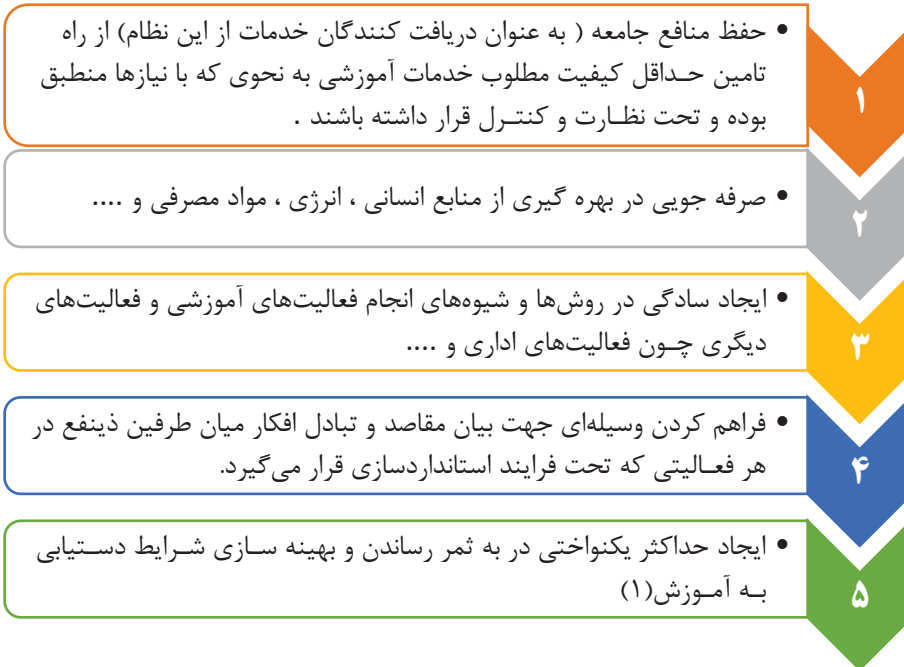 ۱
• حفظ منافع جامعه ( به عنوان دریافت کنندگان خدمات از این نظام) از راه
تامین حـداقل کیفیت مطلوب خدمات آموزشی به نحوی که با نیازها منطبق
بوده و تحت نظـارت و کنتـرل قرار داشته باشند .
۲
• صرفه جویی در بهره گیری از منابع انسانی ، انرژی ، مواد مصرفی و ....
۳
• ایجاد سادگی در روش‌ها و شیوه‌های انجام فعالیت‌های آموزشی و فعالیت‌های
دیگری چـون فعالیت‌های اداری و ....
۴
• فراهم کردن وسیله‌ای جهت بیان مقاصد و تبادل افکار میان طرفین ذینفع در
هر فعـالیتی که تحت فرایند استانداردسازی قرار می‌گیرد.
۵
• ایجاد حداکثر یکنواختی در به ثمر رساندن و بهینه سـازی شـرایط دسـتیابی
بـه آمـوزش(۱)